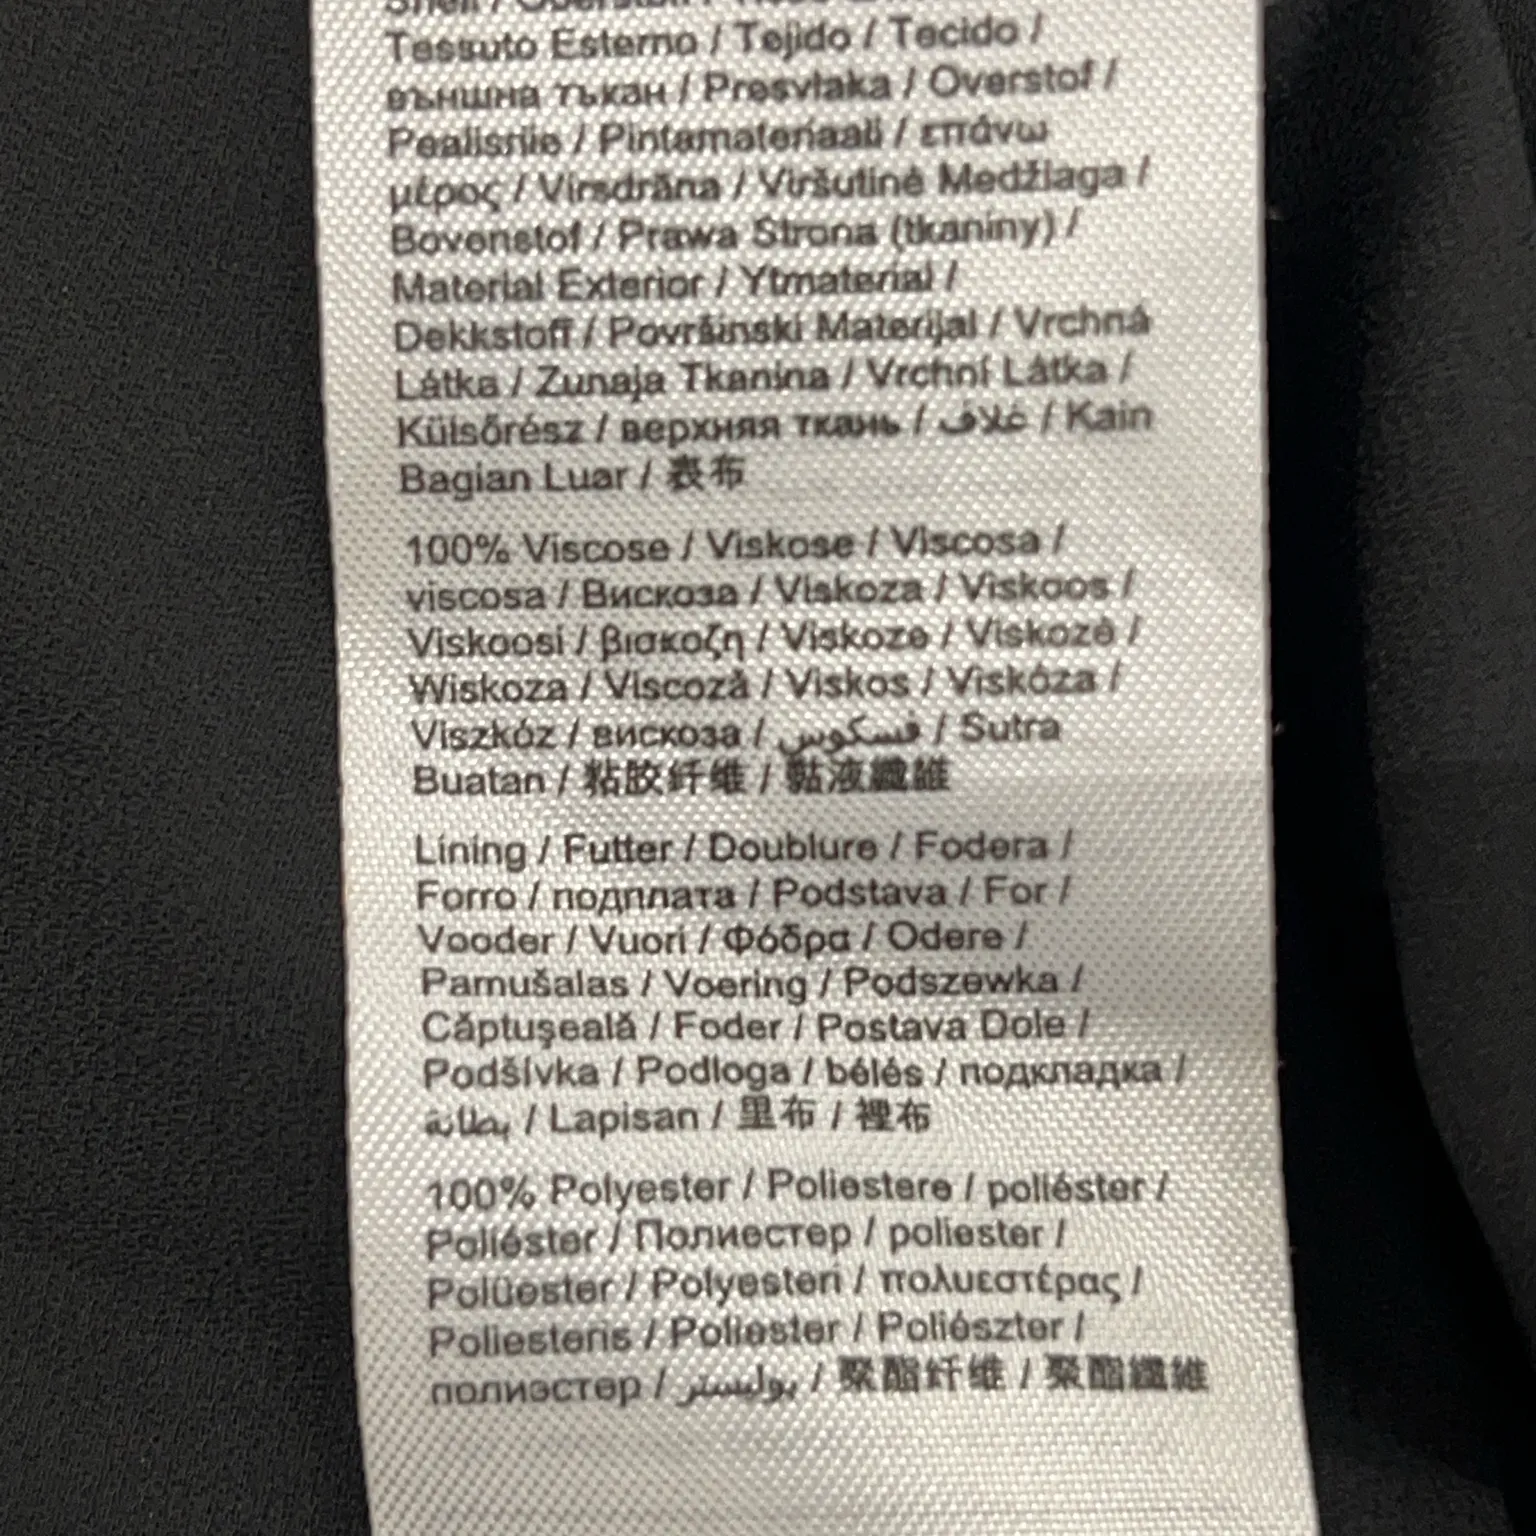 Shell / Oberstoff /
Tessuto Esterno / Tejido / Tecido /
външна тъкан / Presvlaka / Overstof /
Pealisriie / Pintamateriaali / επάνω
μέρος / Virsdrāna / Viršutinė Medžiaga /
Bovenstof / Prawa Strona (tkaniny) /
Material Exterior / Ytmaterial /
Dekkstoff / Površinski Materijal / Vrchná
Látka / Zunaja Tkanina / Vrchní Látka /
Külsőrész / верхняя ткань / غلاف / Kain
Bagian Luar / 表布
100% Viscose / Viskose / Viscosa /
viscosa / Вискоза / Viskoza / Viskoos /
Viskoosi / βισκοζη / Viskoze / Viskozė /
Wiskoza / Viscoză / Viskos / Viskóza /
Viszkóz / вискоза / فسكوس / Sutra
Buatan / 粘胶纤维 / 黏液纖維
Lining / Futter / Doublure / Fodera /
Forro / подплата / Podstava / For /
Vooder / Vuori / Φόδρα / Odere /
Pamušalas / Voering / Podszewka /
Căptuşeală / Foder / Postava Dole /
Podšívka / Podloga / bélés / подкладка /
بطانة / Lapisan / 里布 / 裡布
100% Polyester / Poliestere / poliéster /
Poliéster / Полиестер / poliester /
Polüester / Polyesteri / πολυεστέρας /
Poliesteris / Poliester / Poliészter /
полиэстер / بوليستر / 聚酯纤维 / 聚酯纖維